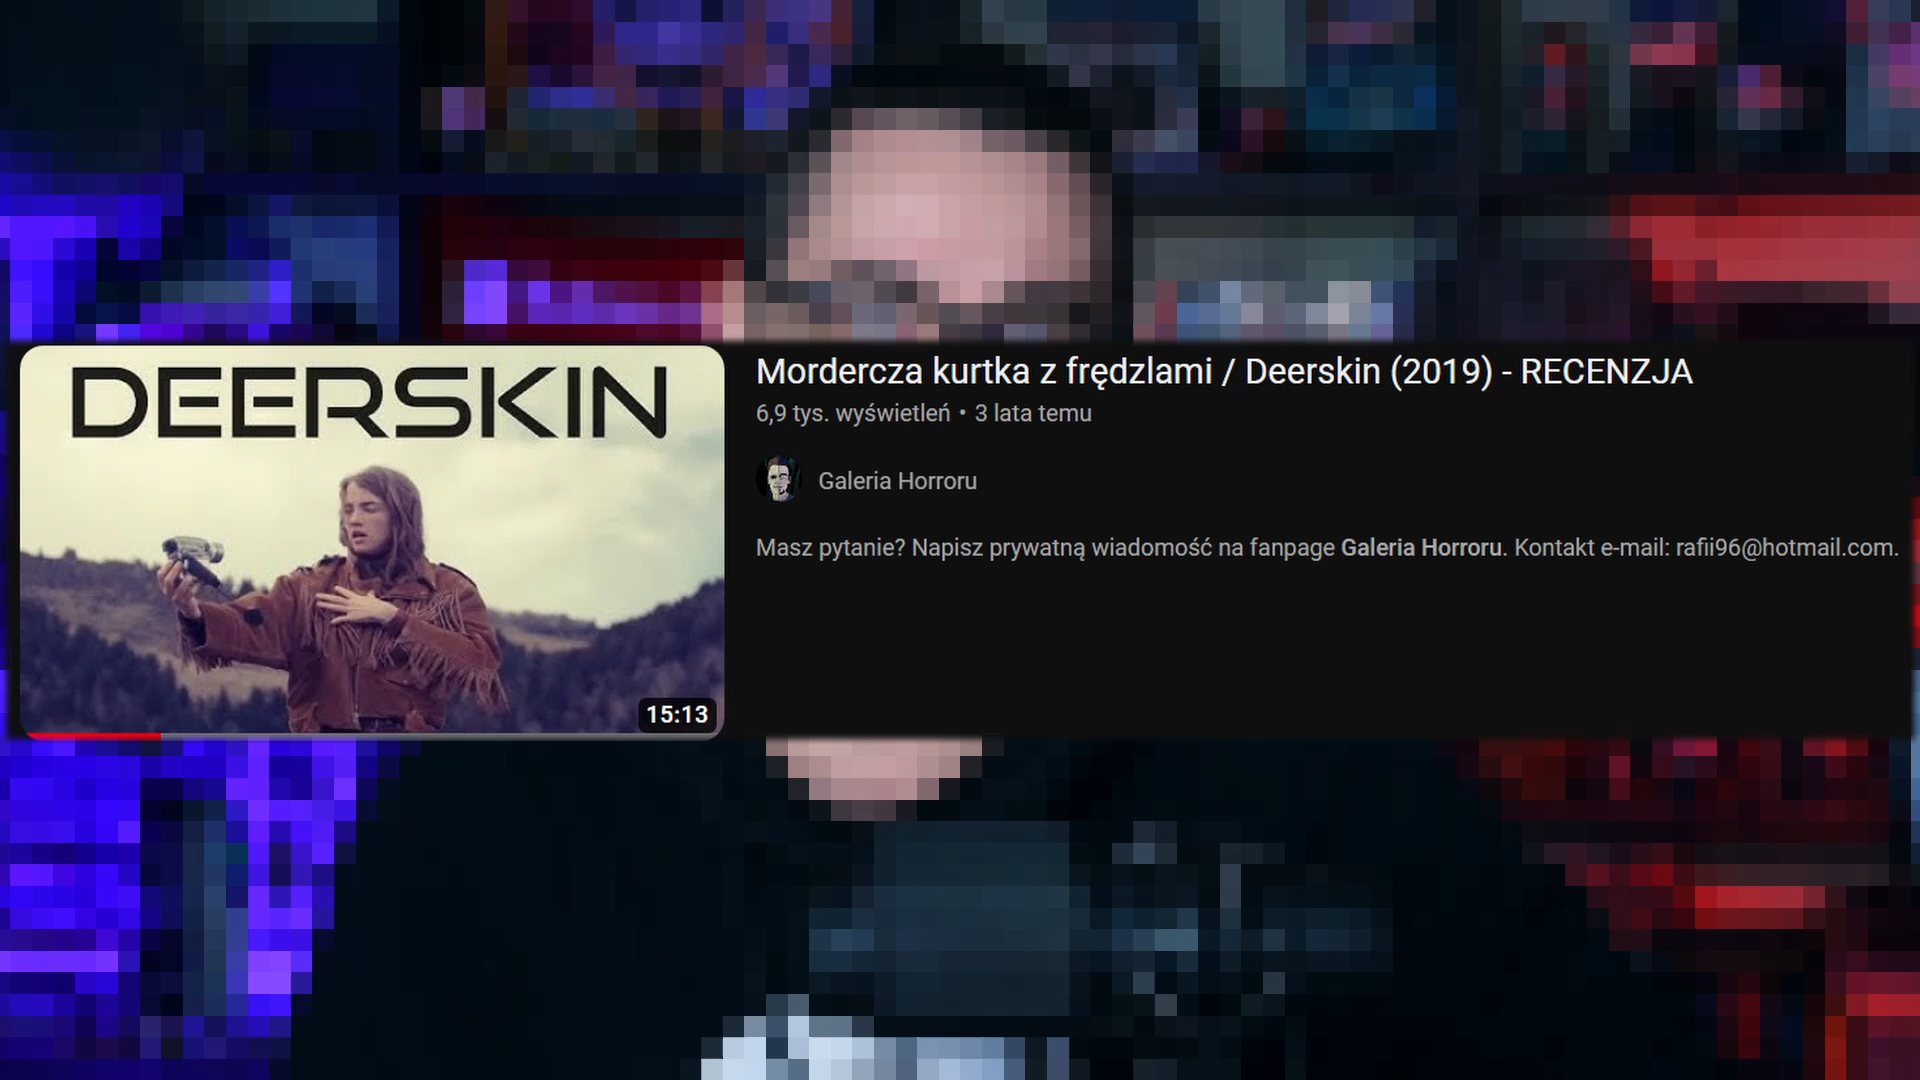 DEERSKIN
15:13
Mordercza kurtka z frędzlami / Deerskin (2019) - RECENZJA
6,9 tys. wyświetleń • 3 lata temu
Galeria Horroru
Masz pytanie? Napisz prywatną wiadomość na fanpage Galeria Horroru. Kontakt e-mail: rafii96@hotmail.com.